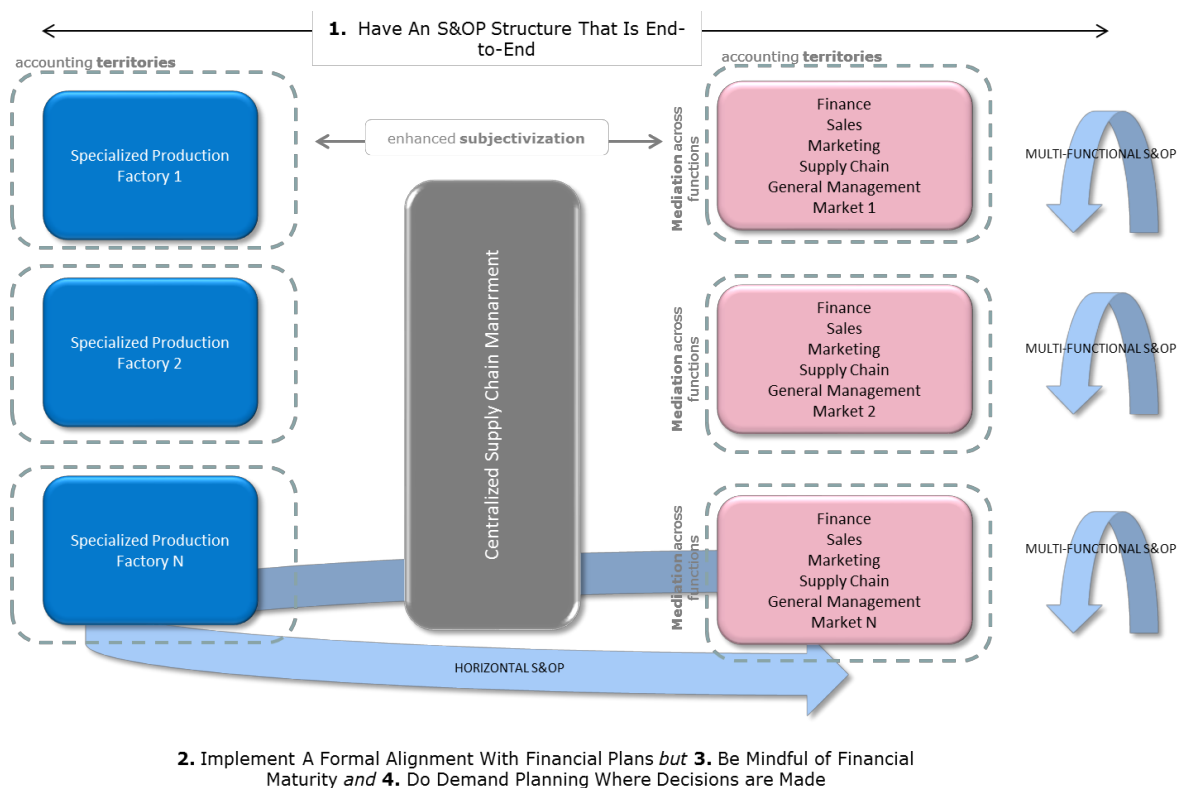 1. Have An S&OP Structure That Is End-
to-End
accounting territories
accounting territories
Specialized Production
Factory 1
enhanced subjectivization
Mediation across
functions
Finance
Sales
Marketing
Supply Chain
General Management
Market 1
MULTI-FUNCTIONAL S&OP
Centralized Supply Chain Manarment
Specialized Production
Factory 2
Mediation across
functions
Finance
Sales
Marketing
Supply Chain
General Management
Market 2
MULTI-FUNCTIONAL S&OP
Specialized Production
Factory N
Mediation across
functions
Finance
Sales
Marketing
Supply Chain
General Management
Market N
MULTI-FUNCTIONAL S&OP
HORIZONTAL S&OP
2. Implement A Formal Alignment With Financial Plans but 3. Be Mindful of Financial
Maturity and 4. Do Demand Planning Where Decisions are Made